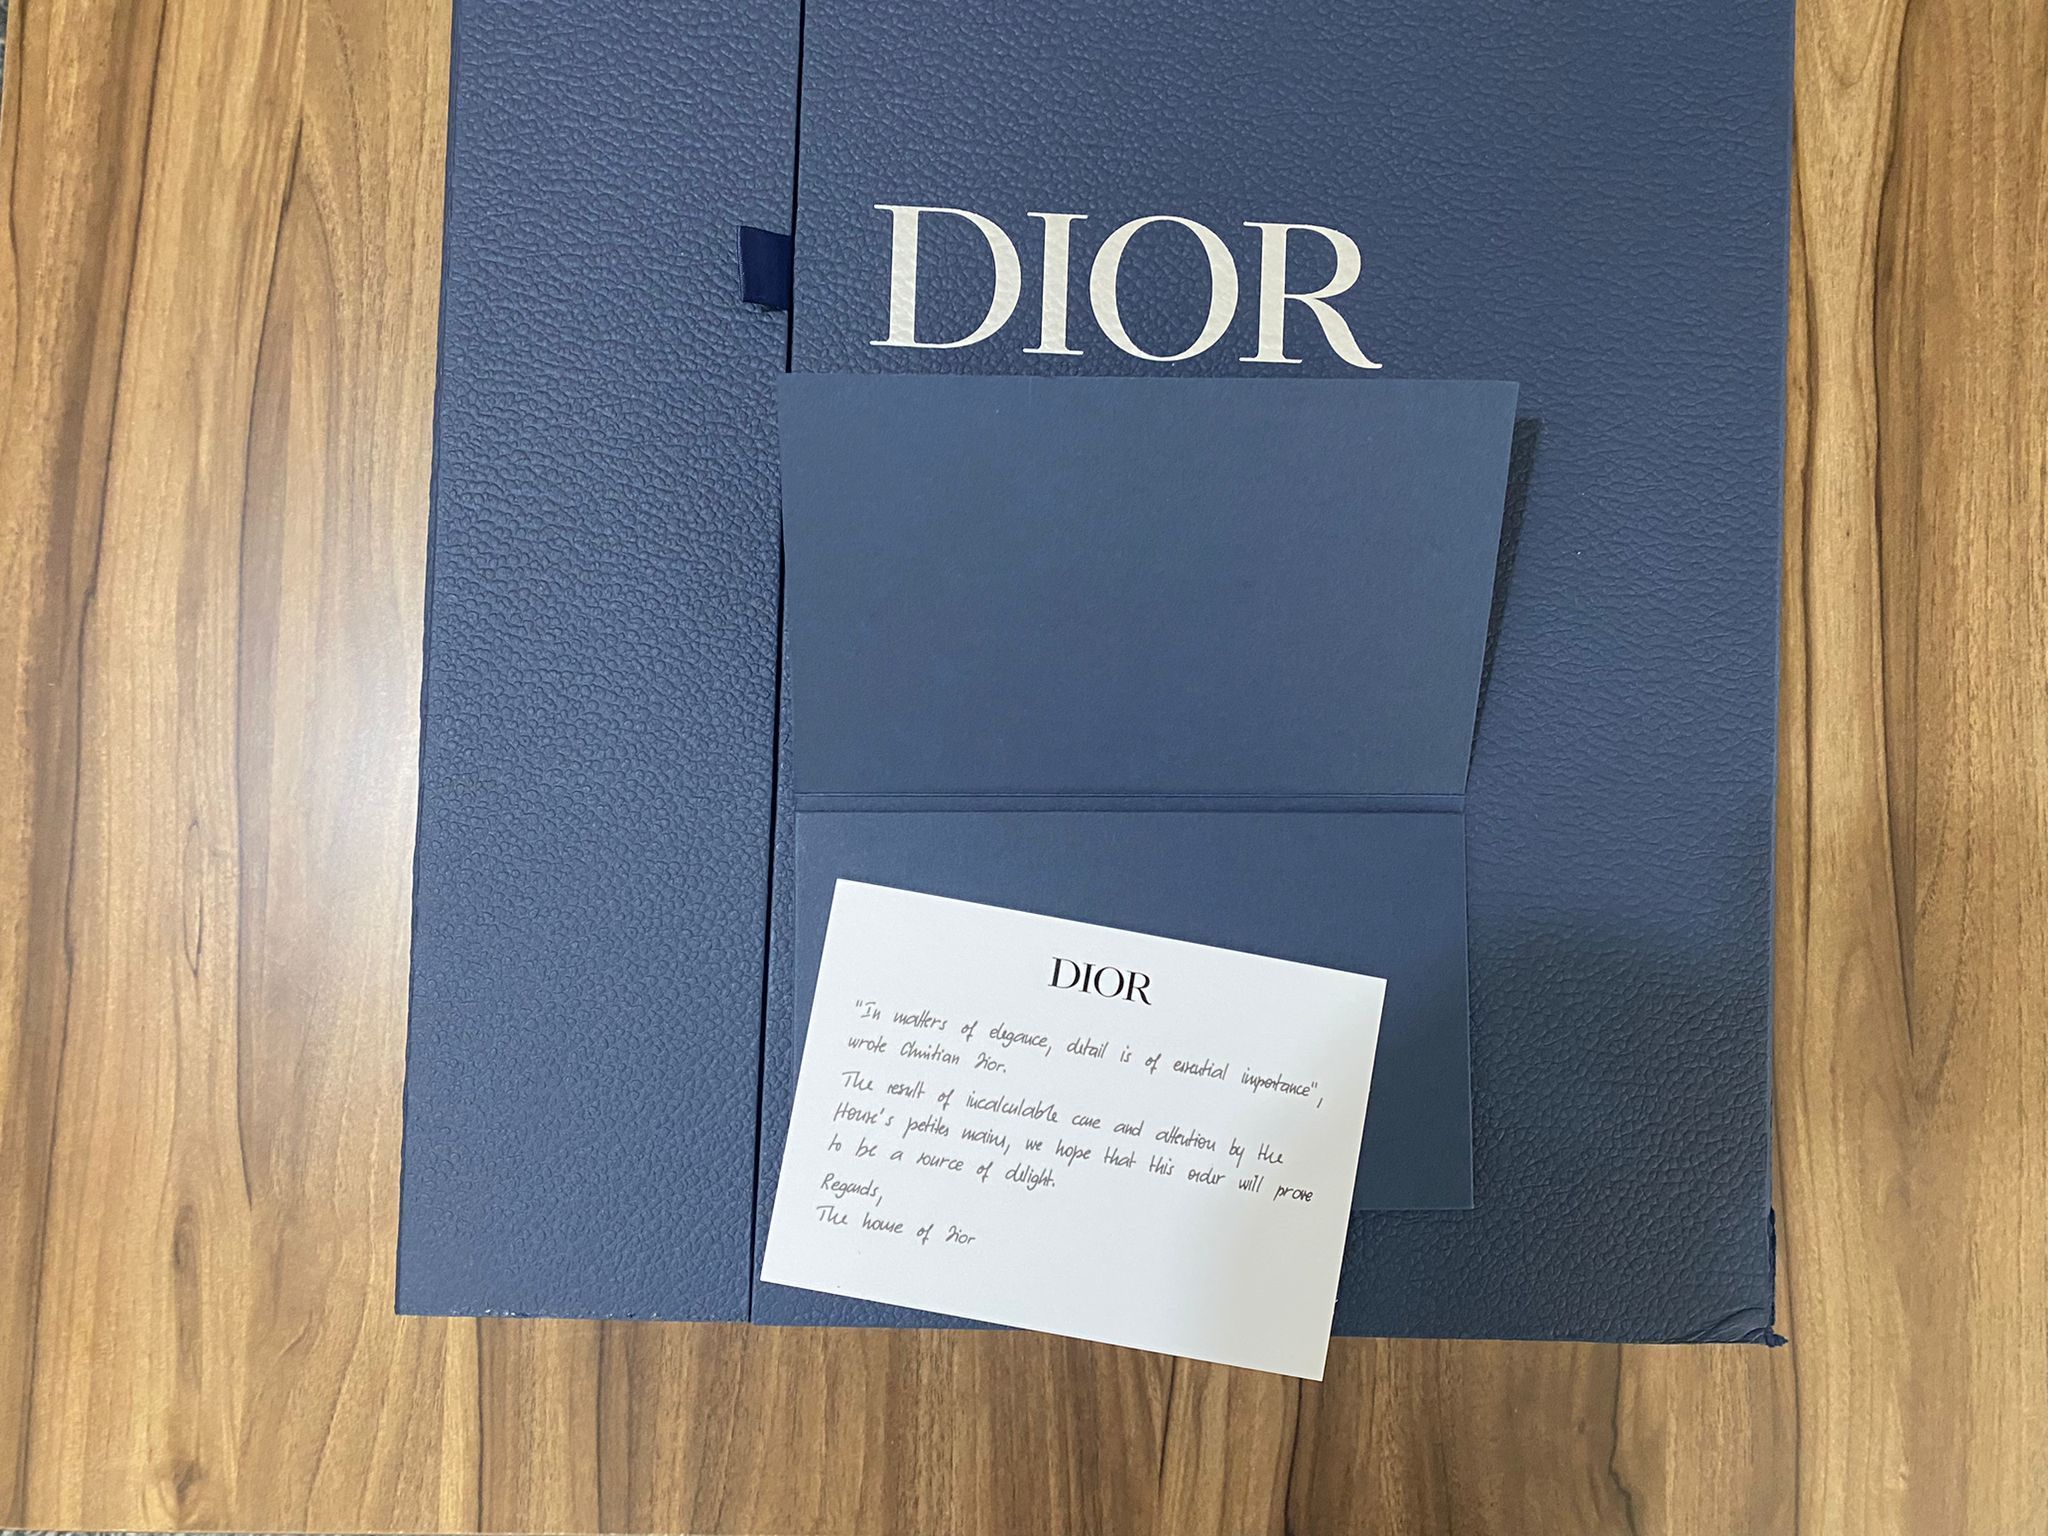 DIOR
DIOR
"In matters of elegance, detail is of essential importance",
wrote Christian Dior.
The result of incalculable care and attention by the
House's petites mains, we hope that this order will prove
to be a source of delight.
Regards,
The house of Dior